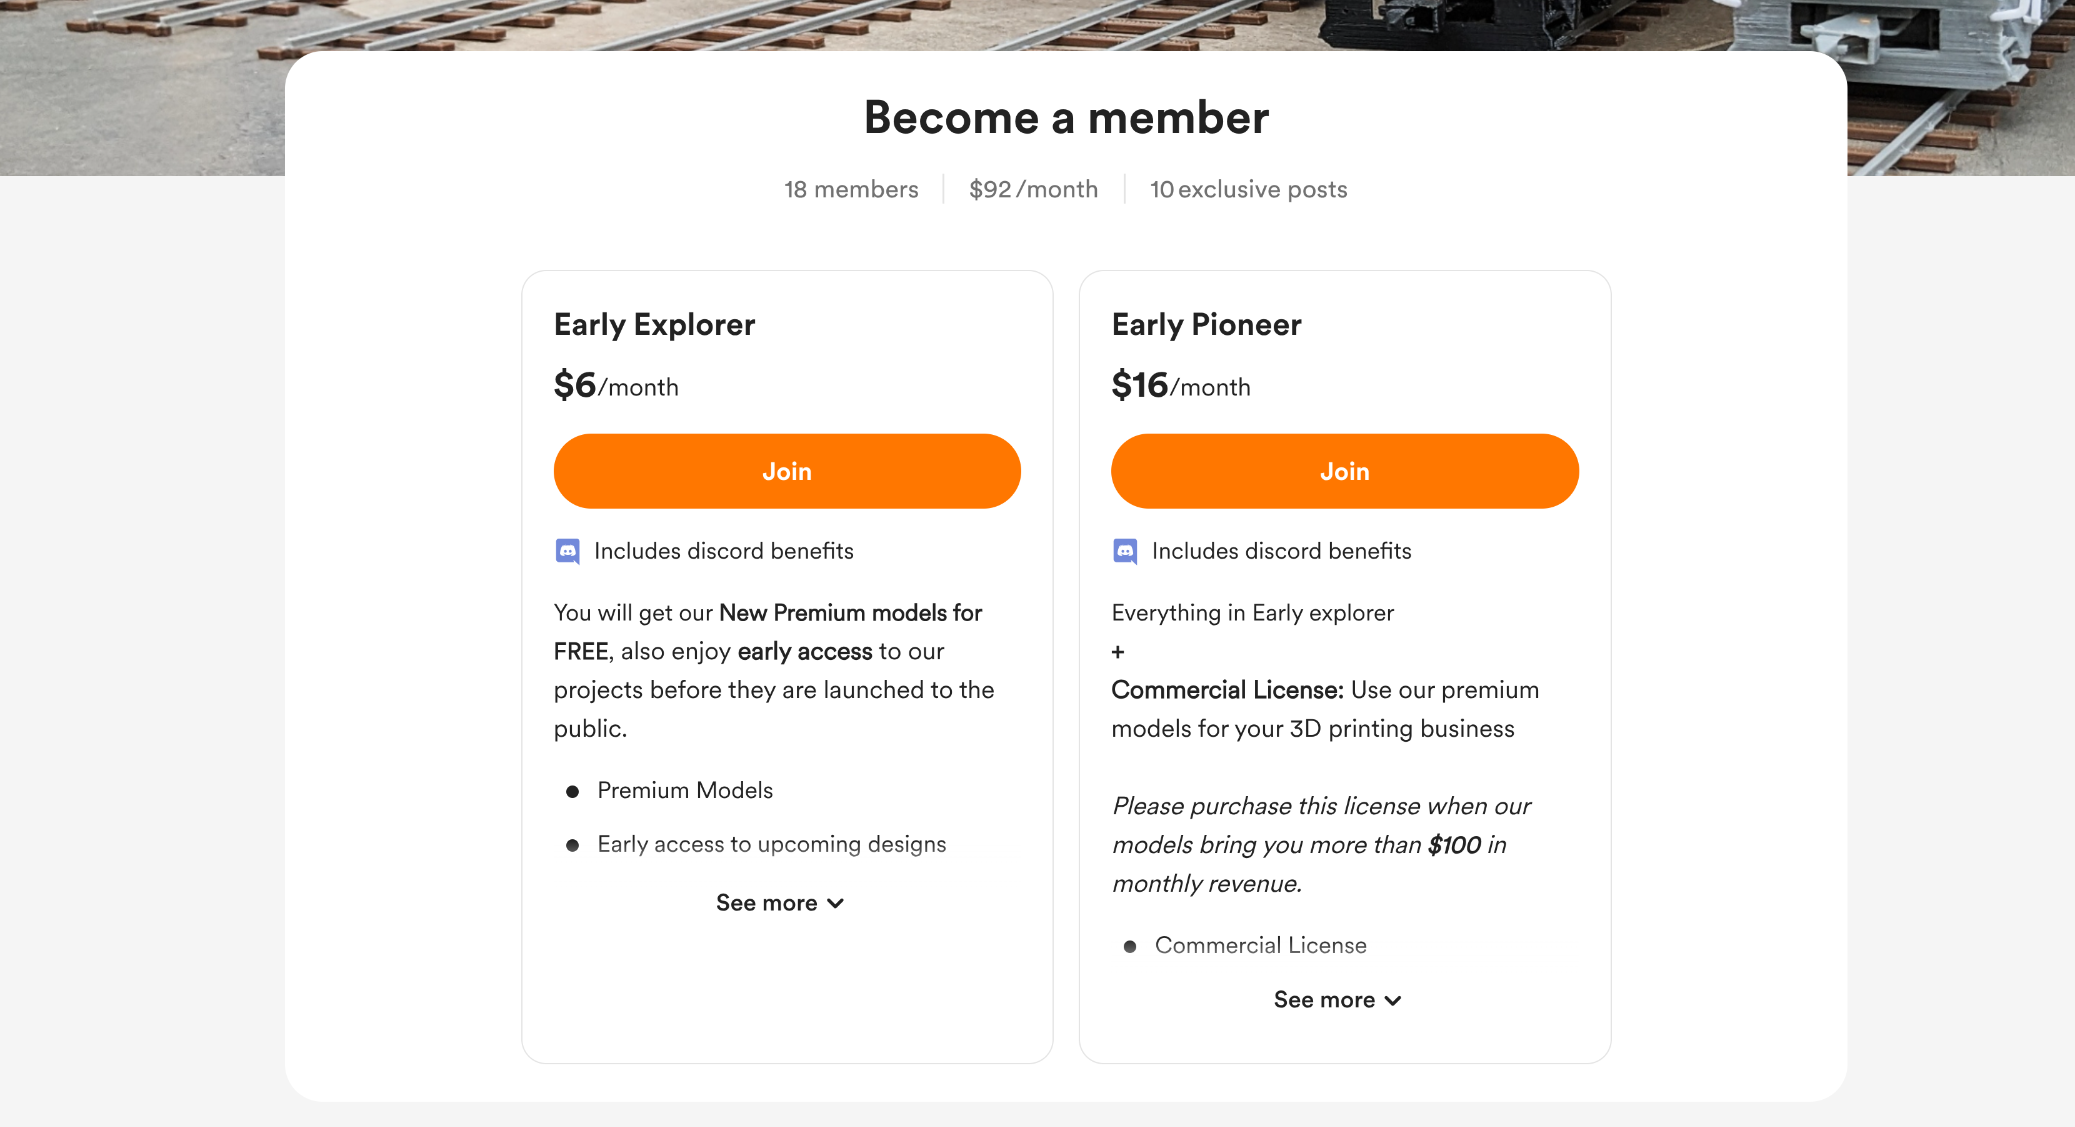 Become a member
18 members
$92/month
10 exclusive posts
Early Explorer
$6/month
Join
Includes discord benefits
You will get our New Premium models for
FREE, also enjoy early access to our
projects before they are launched to the
public.
Premium Models
Early access to upcoming designs
See more
Early Pioneer
$16/month
Join
Includes discord benefits
Everything in Early explorer
+
Commercial License: Use our premium
models for your 3D printing business
Please purchase this license when our
models bring you more than $100 in
monthly revenue.
Commercial License
See more